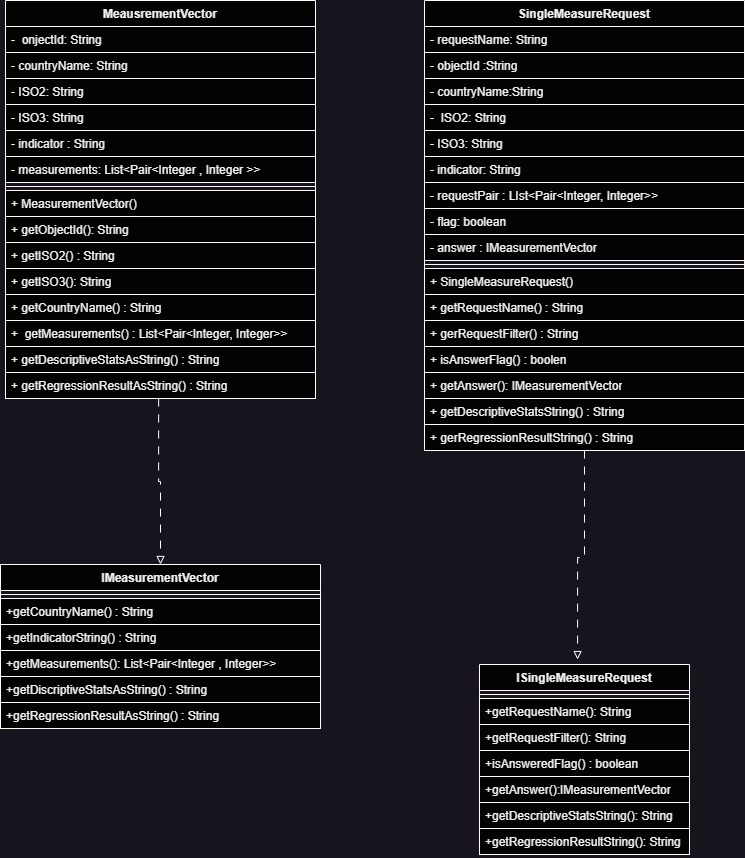 MeausrementVector
- onjectId: String
- countryName: String
- ISO2: String
- ISO3: String
- indicator : String
- measurements: List<Pair<Integer , Integer >>
+ MeasurementVector()
+ getObjectId(): String
+ getISO2() : String
+ getISO3(): String
+ getCountryName() : String
+ getMeasurements() : List<Pair<Integer, Integer>>
+ getDescriptiveStatsAsString() : String
+ getRegressionResultAsString() : String
SingleMeasureRequest
- requestName: String
- objectId :String
- countryName:String
- ISO2: String
- ISO3: String
- indicator: String
- requestPair : LIst<Pair<Integer, Integer>>
- flag: boolean
- answer : IMeasurementVector
+ SingleMeasureRequest()
+ getRequestName() : String
+ gerRequestFilter() : String
+ isAnswerFlag() : boolen
+ getAnswer(): IMeasurementVector
+ getDescriptiveStatsString() : String
+ gerRegressionResultString() : String
IMeasurementVector
+getCountryName() : String
+getIndicatorString() : String
+getMeasurements(): List<Pair<Integer , Integer>>
+getDiscriptiveStatsAsString() : String
+getRegressionResultAsString() : String
ISingleMeasureRequest
+getRequestName(): String
+getRequestFilter(): String
+isAnsweredFlag() : boolean
+getAnswer():IMeasurementVector
+getDescriptiveStatsString(): String
+getRegressionResultString(): String